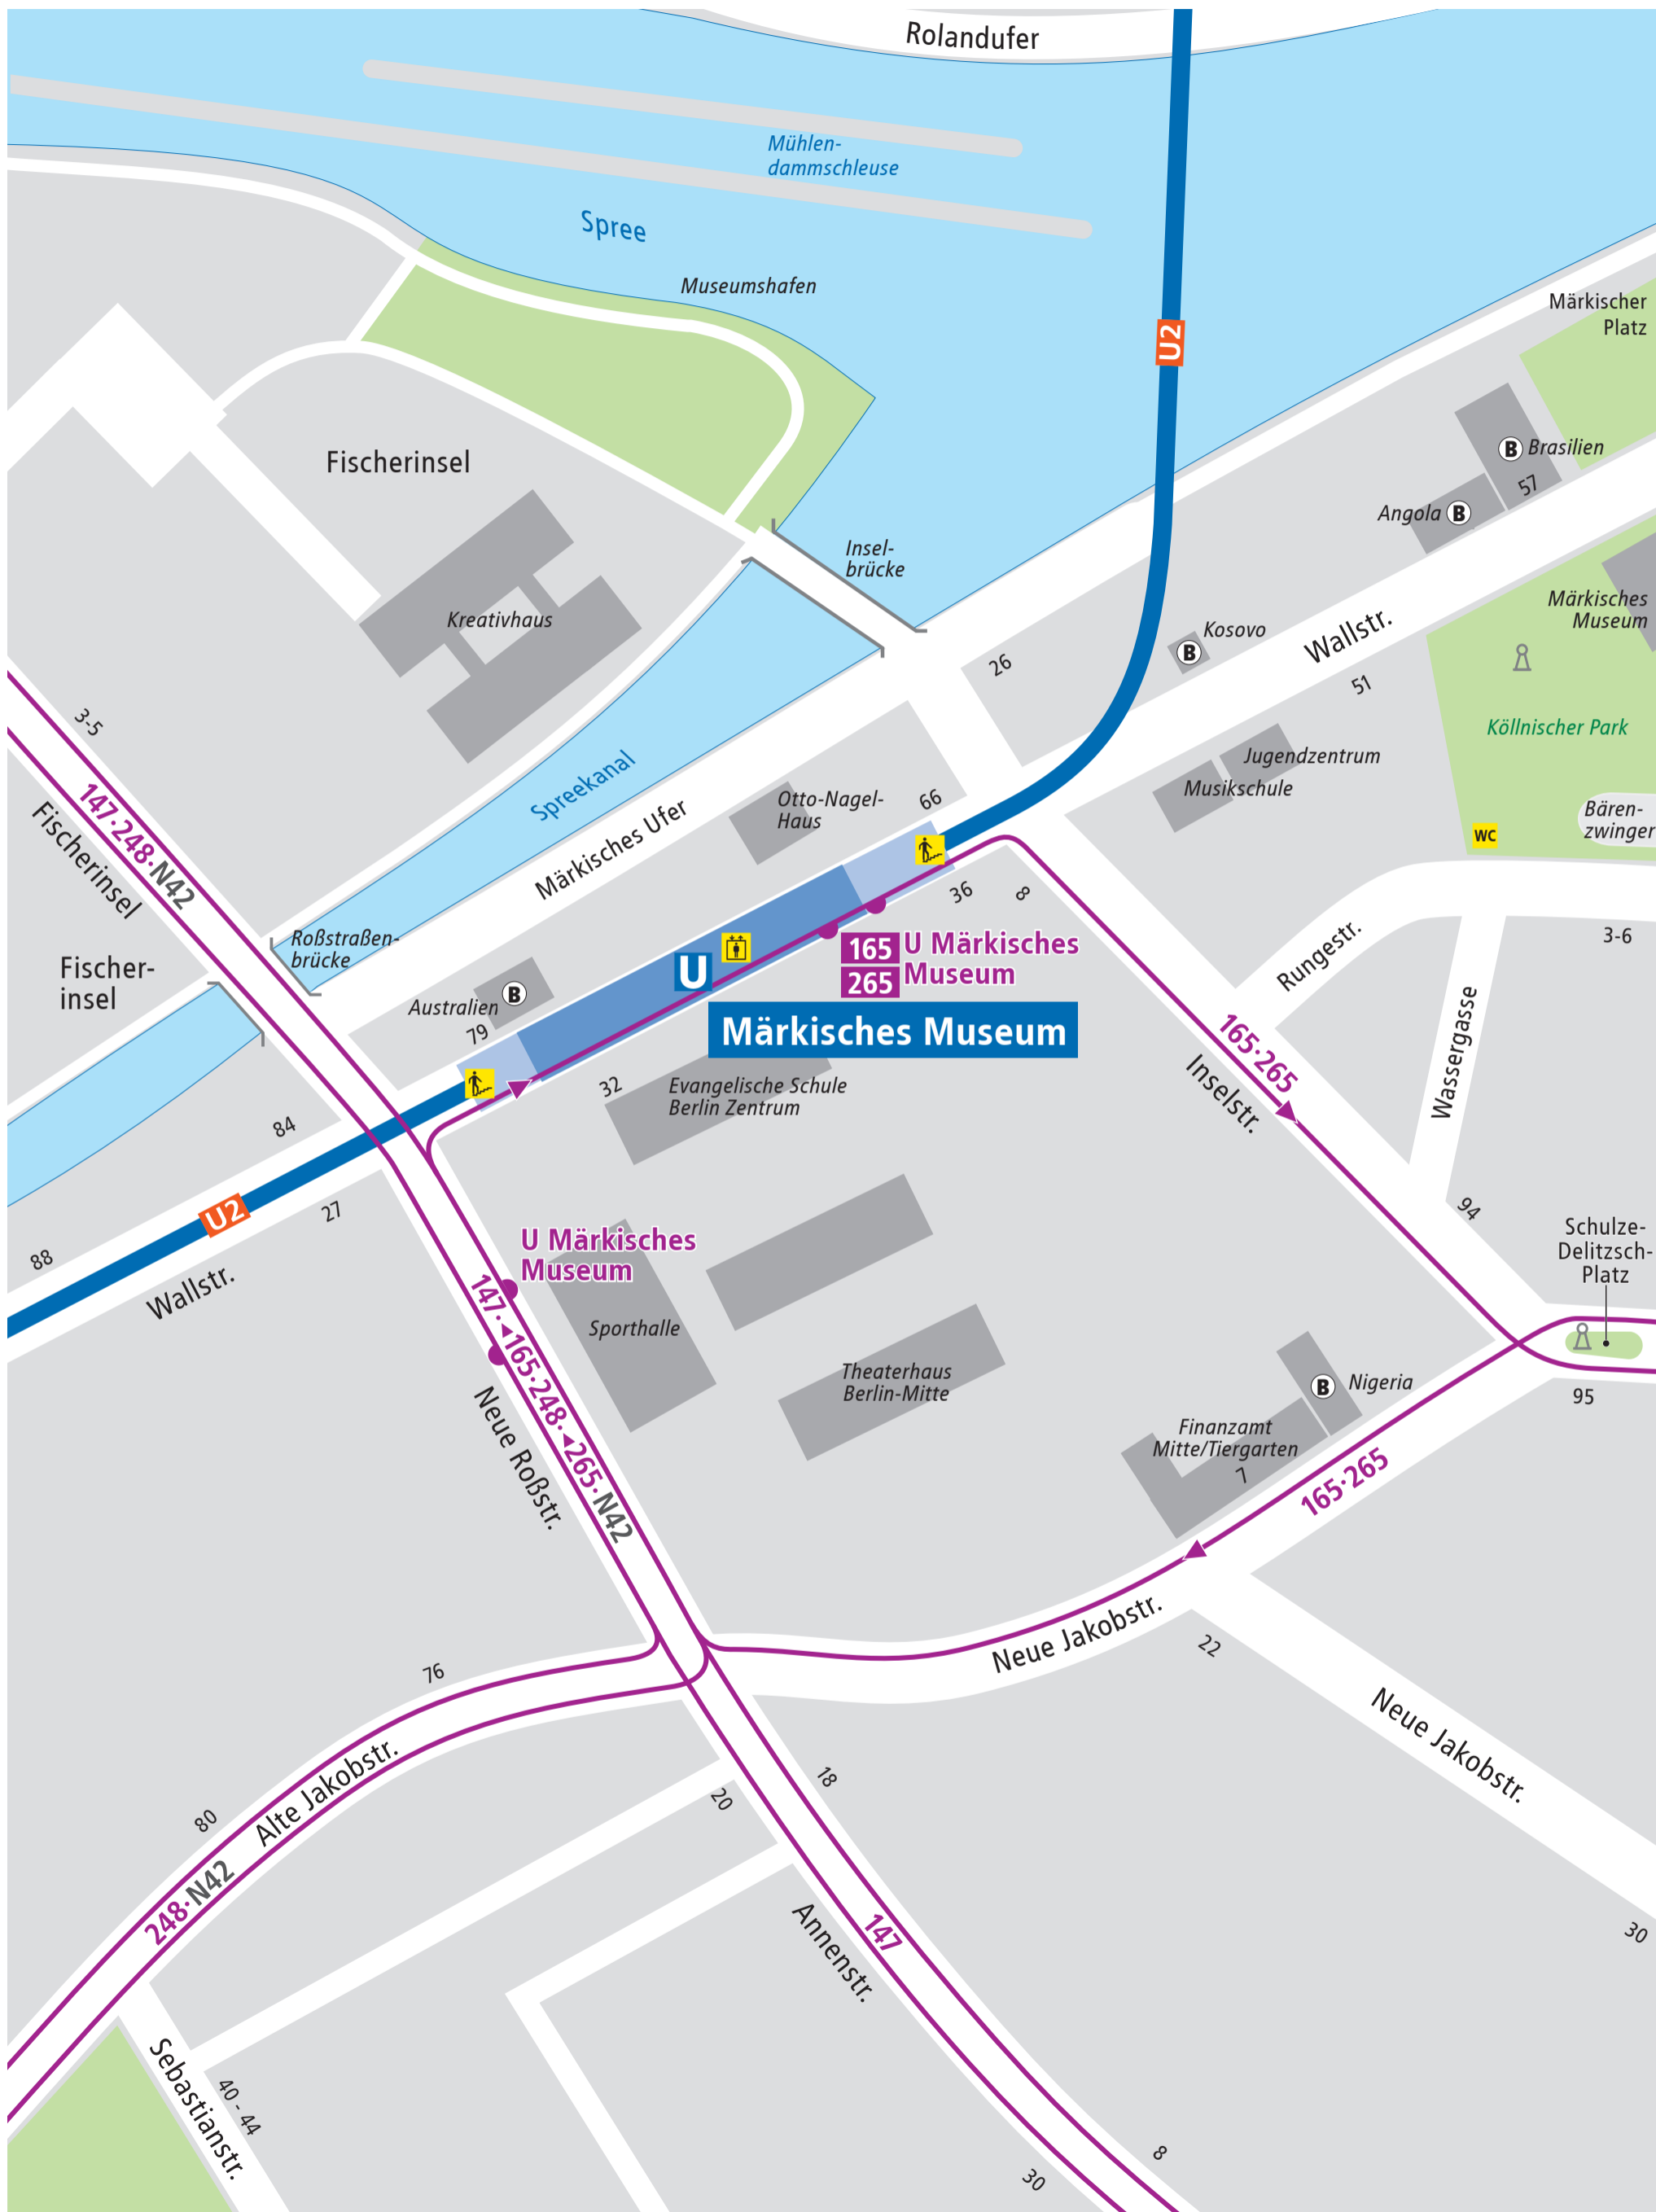 Rolandufer
Mühlen-
dammschleuse
Spree
Museumshafen
U2
Märkischer
Platz
B Brasilien
57
Angola B
Fischerinsel
Insel-
brücke
Kreativhaus
Märkisches
Museum
Kosovo
B
Wallstr.
26
51
Köllnischer Park
3-5
147·248·N42
Fischerinsel
Spreekanal
Märkisches Ufer
Otto-Nagel-
Haus
66
Jugendzentrum
Musikschule
Bären-
zwinger
WC
36
8
Roßstraßen-
brücke
Fischer-
insel
165 U Märkisches
265 Museum
U
Märkisches Museum
Australien B
79
Rungestr.
3-6
Wassergasse
165·265
Inselstr.
32
Evangelische Schule
Berlin Zentrum
84
U2
27
88
Wallstr.
94
Schulze-
Delitzsch-
Platz
U Märkisches
Museum
147·◄165·248·◄265·N42
Sporthalle
Neue Roßstr.
Theaterhaus
Berlin-Mitte
B Nigeria
95
Finanzamt
Mitte/Tiergarten
7
165·265
Neue Jakobstr.
22
76
Neue Jakobstr.
80
Alte Jakobstr.
18
20
248·N42
147
Annenstr.
30
Sebastianstr.
40 - 44
8
30